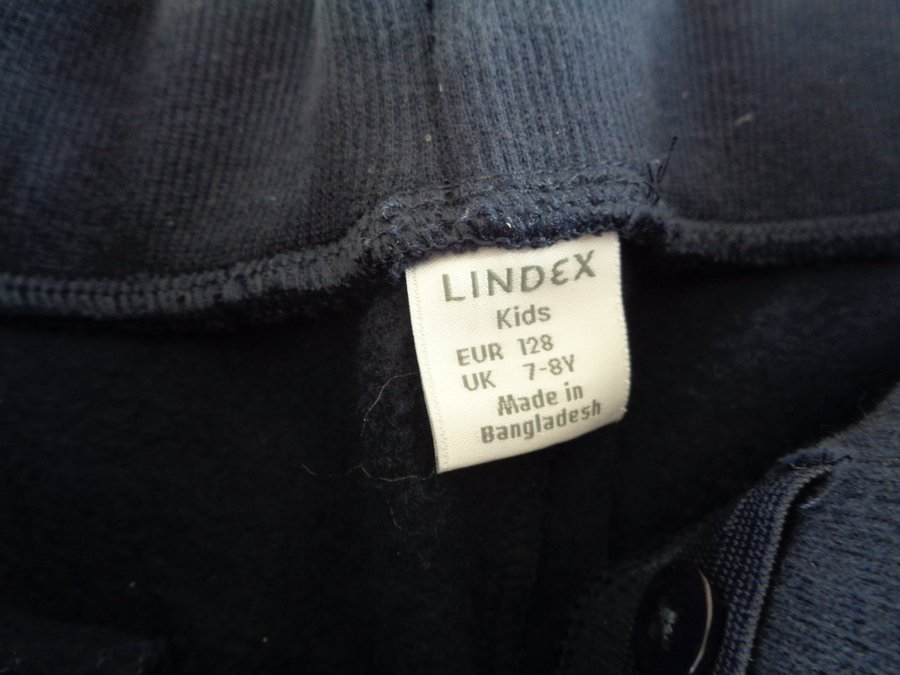 LINDEX
Kids
EUR 128
UK 7-8Y
Made in
Bangladesh